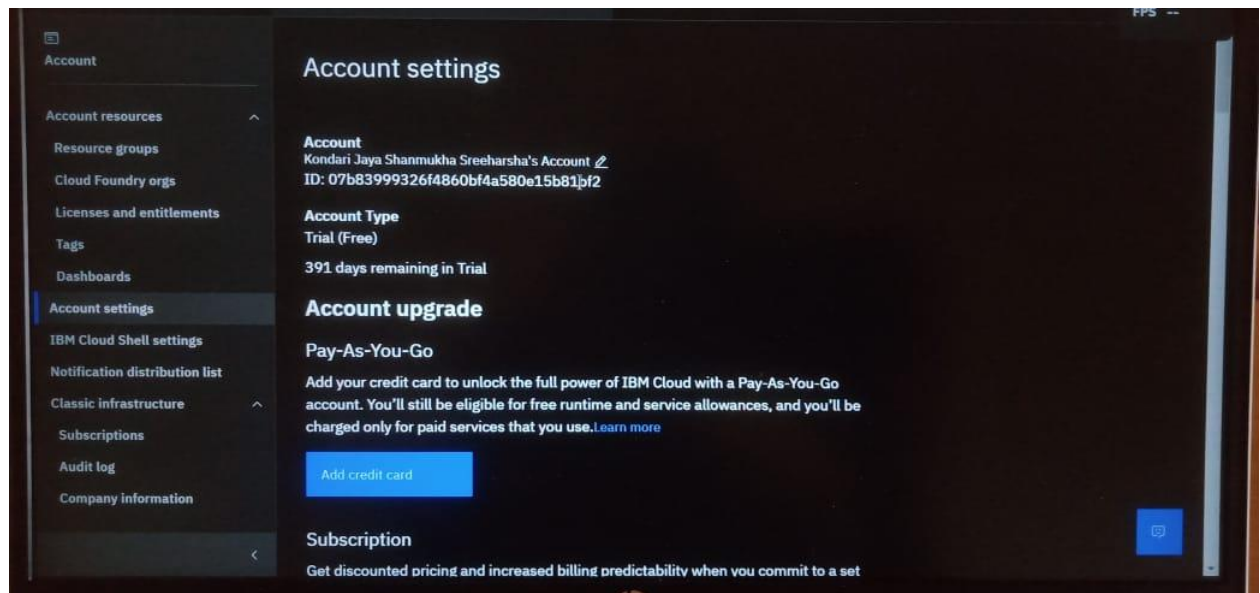 FPS --
Account
Account resources
Resource groups
Cloud Foundry orgs
Licenses and entitlements
Tags
Dashboards
Account settings
IBM Cloud Shell settings
Notification distribution list
Classic infrastructure
Subscriptions
Audit log
Company information
Account settings
Account
Kondari Jaya Shanmukha Sreeharsha's Account
ID: 07b83999326f4860bf4a580e15b81bf2
Account Type
Trial (Free)
391 days remaining in Trial
Account upgrade
Pay-As-You-Go
Add your credit card to unlock the full power of IBM Cloud with a Pay-As-You-Go
account. You'll still be eligible for free runtime and service allowances, and you'll be
charged only for paid services that you use.Learn more
Add credit card
Subscription
Get discounted pricing and increased billing predictability when you commit to a set